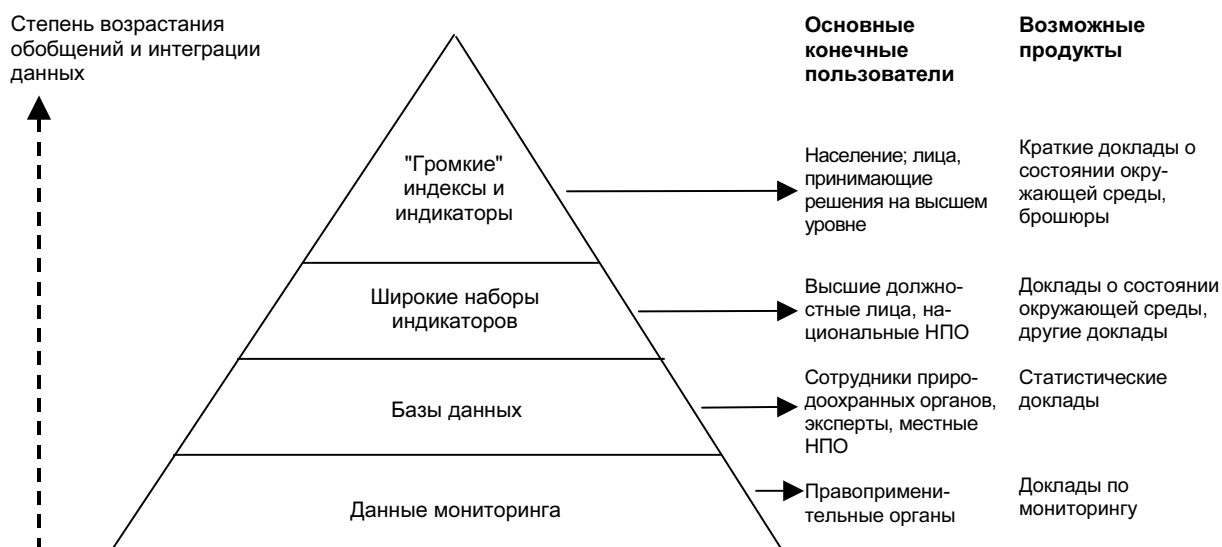 Степень возрастания
обобщений и интеграции
данных
Основные
конечные
пользователи
Возможные
продукты
"Громкие"
индексы и
индикаторы
Население; лица,
принимающие
решения на высшем
уровне
Краткие доклады о
состоянии окру-
жающей среды,
брошюры
Широкие наборы
индикаторов
Высшие должно-
стные лица, на-
циональные НПО
Доклады о состоянии
окружающей среды,
другие доклады
Базы данных
Сотрудники приро-
доохранных органов,
эксперты, местные
НПО
Статистические
доклады
Данные мониторинга
Правопримени-
тельные органы
Доклады по
мониторингу